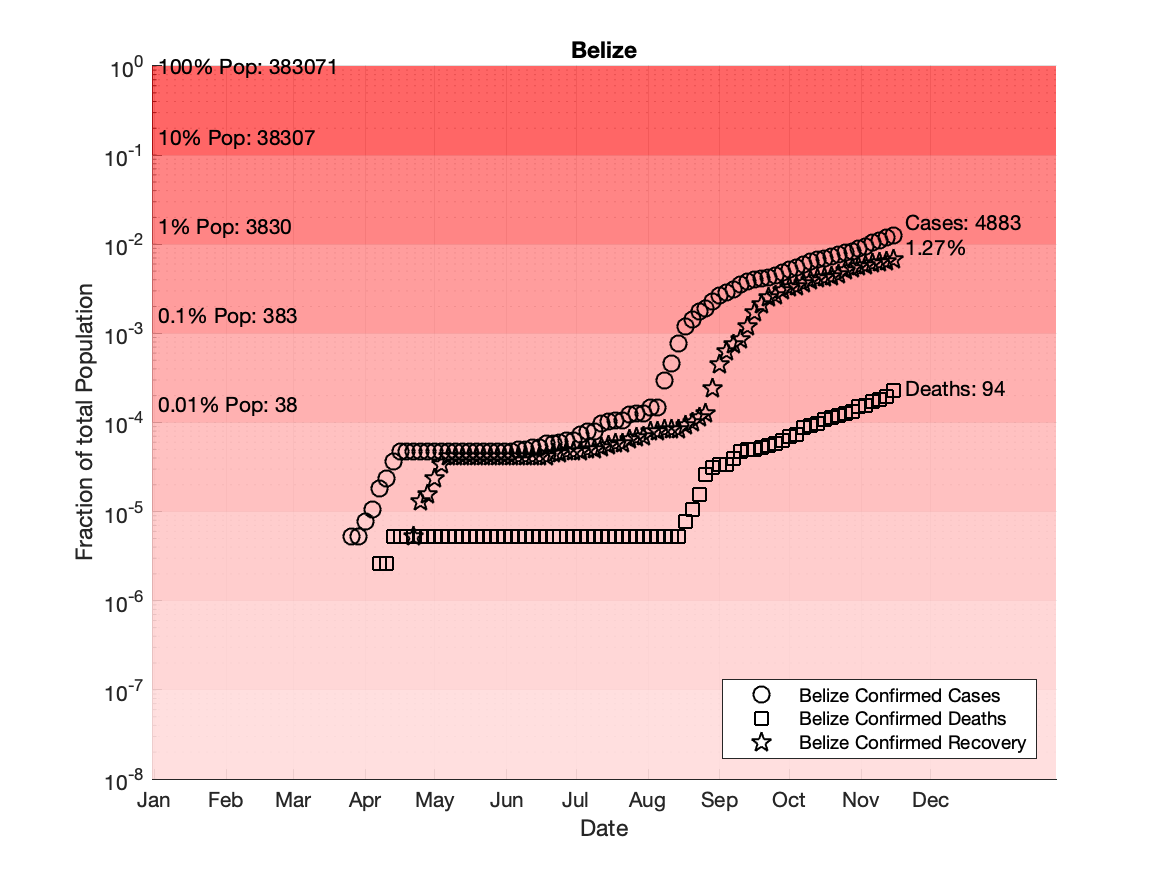 Belize
10^0
100% Pop: 383071
10% Pop: 38307
10^-1
1% Pop: 3830
Cases: 4883
10^-2
1.27%
0.1% Pop: 383
10^-3
Deaths: 94
0.01% Pop: 38
10^-4
Fraction of total Population
10^-5
10^-6
10^-7
Belize Confirmed Cases
Belize Confirmed Deaths
Belize Confirmed Recovery
10^-8
Jan Feb Mar Apr May Jun Jul Aug Sep Oct Nov Dec
Date